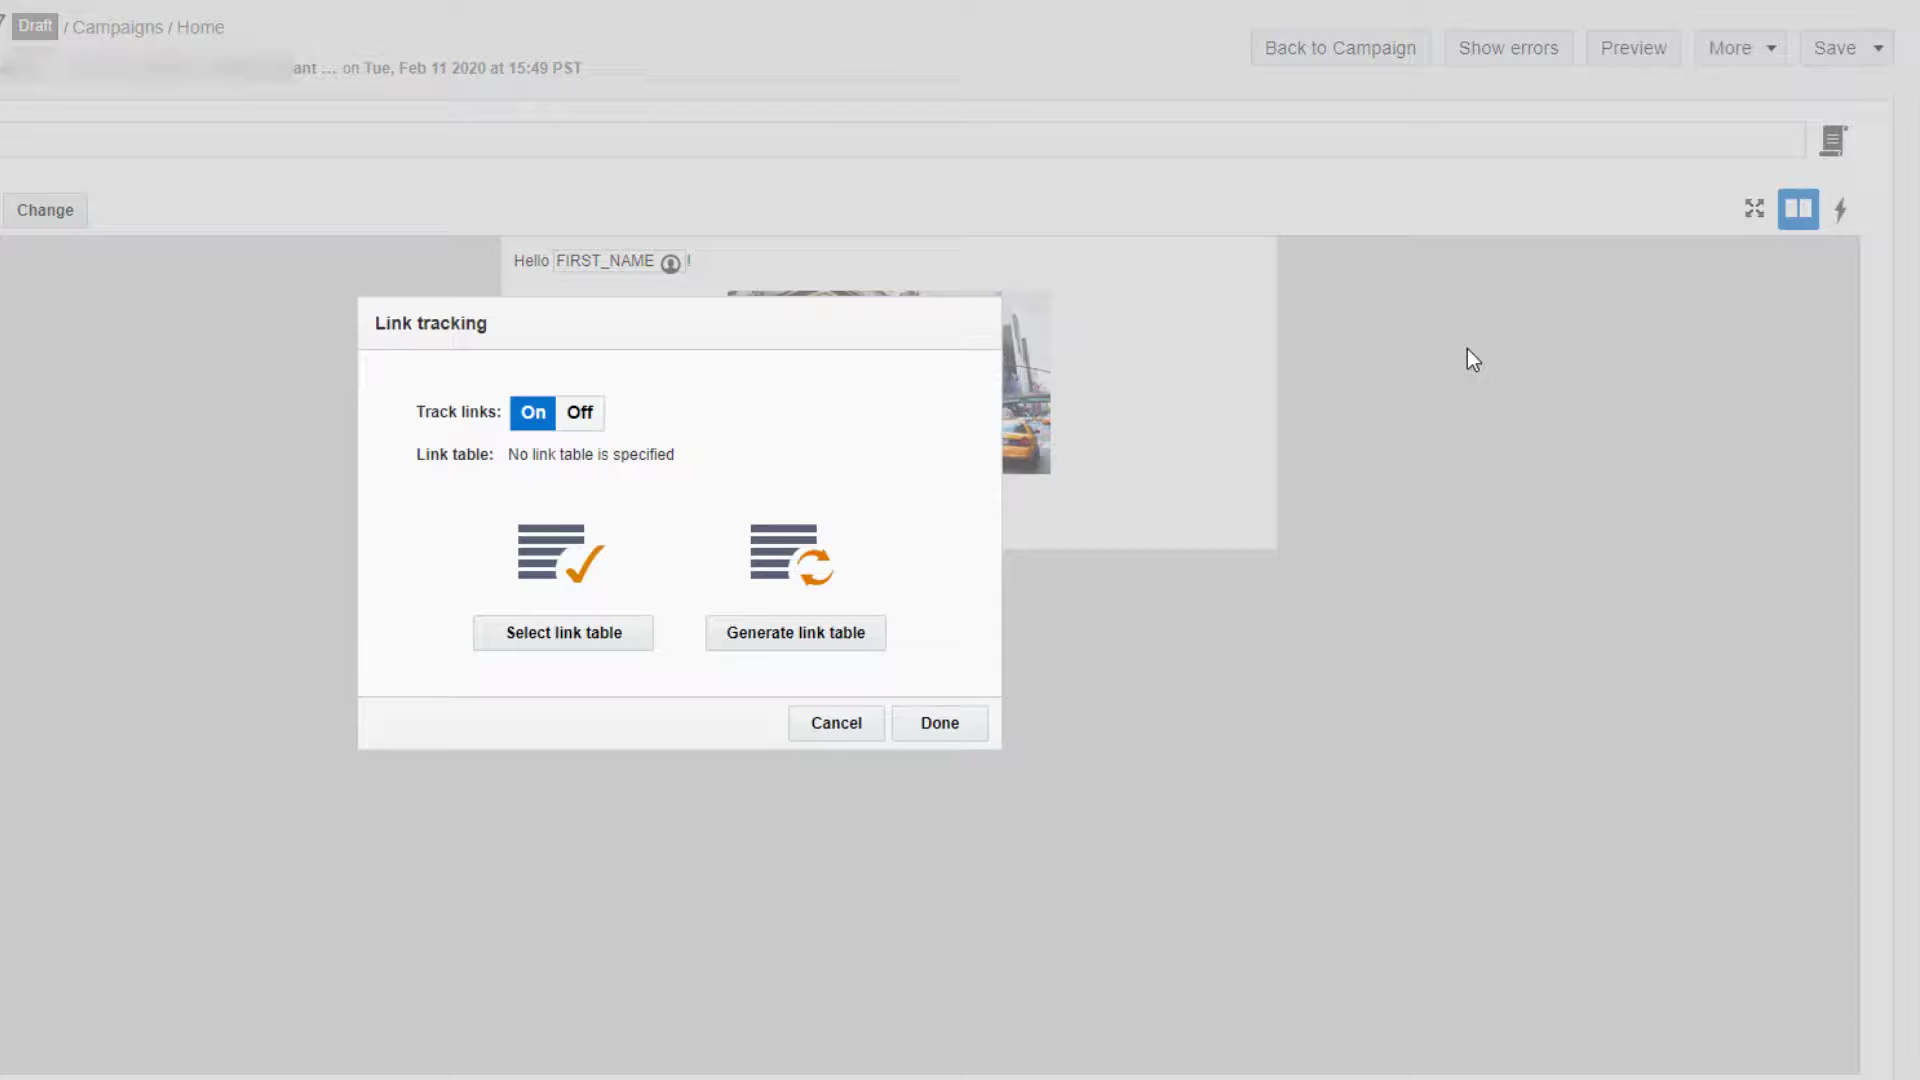 Draft / Campaigns / Home
ant ... on Tue, Feb 11 2020 at 15:49 PST
Back to Campaign
Show errors
Preview
More
Save
Change
Hello FIRST_NAME !
Link tracking
Track links: On Off
Link table: No link table is specified
Select link table
Generate link table
Cancel
Done